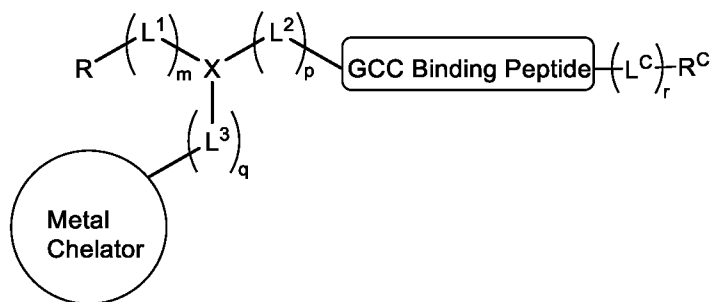 R (L¹)m X (L²)p GCC Binding Peptide (Lᶜ)r Rᶜ
(L³)q
Metal
Chelator